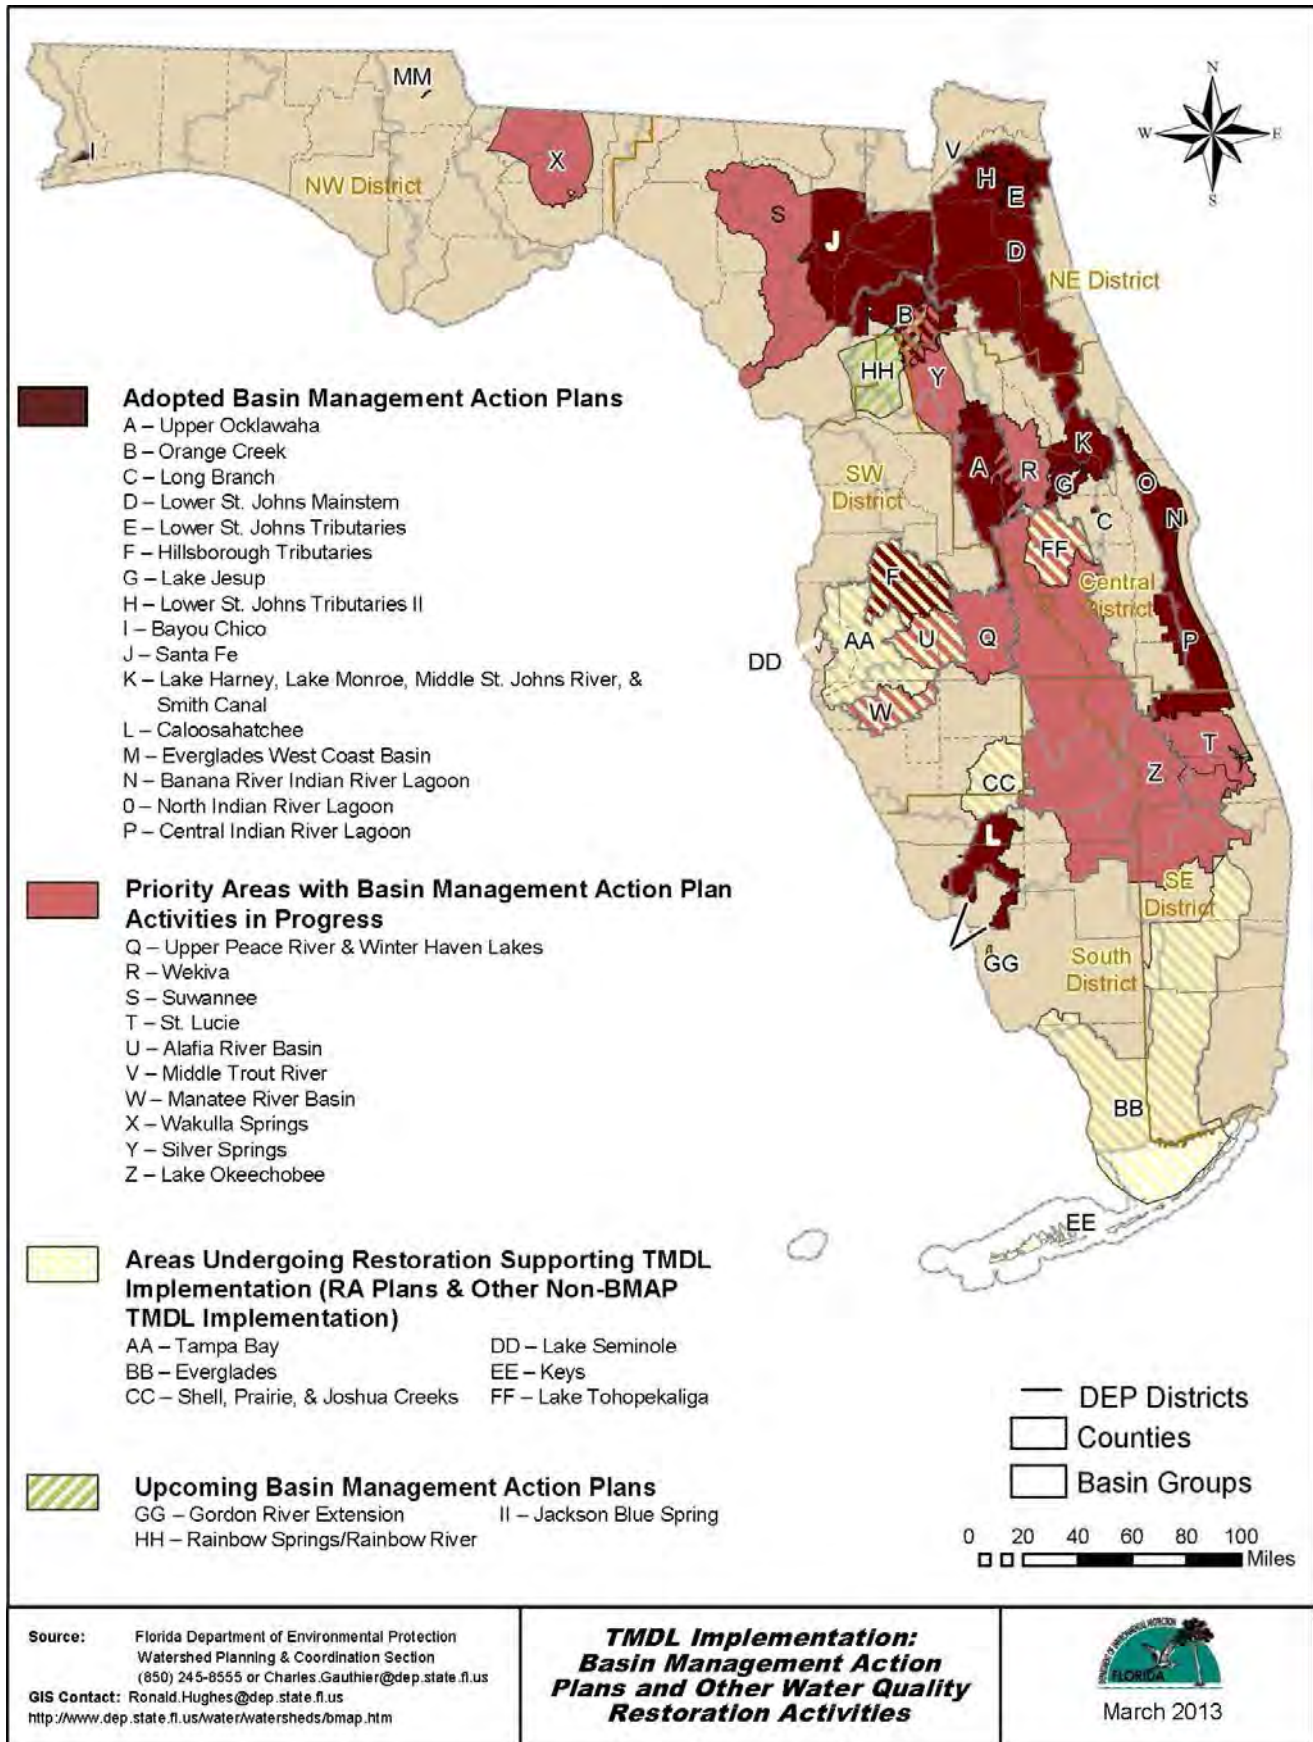 N
W
E
S
MM
I
X
NW District
V
H
E
S
J
D
NE District
B
HH
Y
K
A
R
G
O
SW
District
N
C
FF
F
Central
District
AA
U
Q
P
DD
W
T
CC
Z
L
SE
District
GG
South
District
BB
EE
Adopted Basin Management Action Plans
A – Upper Ocklawaha
B – Orange Creek
C – Long Branch
D – Lower St. Johns Mainstem
E – Lower St. Johns Tributaries
F – Hillsborough Tributaries
G – Lake Jesup
H – Lower St. Johns Tributaries II
I – Bayou Chico
J – Santa Fe
K – Lake Harney, Lake Monroe, Middle St. Johns River, &
Smith Canal
L – Caloosahatchee
M – Everglades West Coast Basin
N – Banana River Indian River Lagoon
0 – North Indian River Lagoon
P – Central Indian River Lagoon
Priority Areas with Basin Management Action Plan
Activities in Progress
Q – Upper Peace River & Winter Haven Lakes
R – Wekiva
S – Suwannee
T – St. Lucie
U – Alafia River Basin
V – Middle Trout River
W – Manatee River Basin
X – Wakulla Springs
Y – Silver Springs
Z – Lake Okeechobee
Areas Undergoing Restoration Supporting TMDL
Implementation (RA Plans & Other Non-BMAP
TMDL Implementation)
AA – Tampa Bay DD – Lake Seminole
BB – Everglades EE – Keys
CC – Shell, Prairie, & Joshua Creeks FF – Lake Tohopekaliga
Upcoming Basin Management Action Plans
GG – Gordon River Extension II – Jackson Blue Spring
HH – Rainbow Springs/Rainbow River
DEP Districts
Counties
Basin Groups
0 20 40 60 80 100
Miles
Source: Florida Department of Environmental Protection
Watershed Planning & Coordination Section
(850) 245-8555 or Charles.Gauthier@dep.state.fl.us
GIS Contact: Ronald.Hughes@dep.state.fl.us
http://www.dep.state.fl.us/water/watersheds/bmap.htm
TMDL Implementation:
Basin Management Action
Plans and Other Water Quality
Restoration Activities
DEPARTMENT OF ENVIRONMENTAL PROTECTION
FLORIDA
March 2013